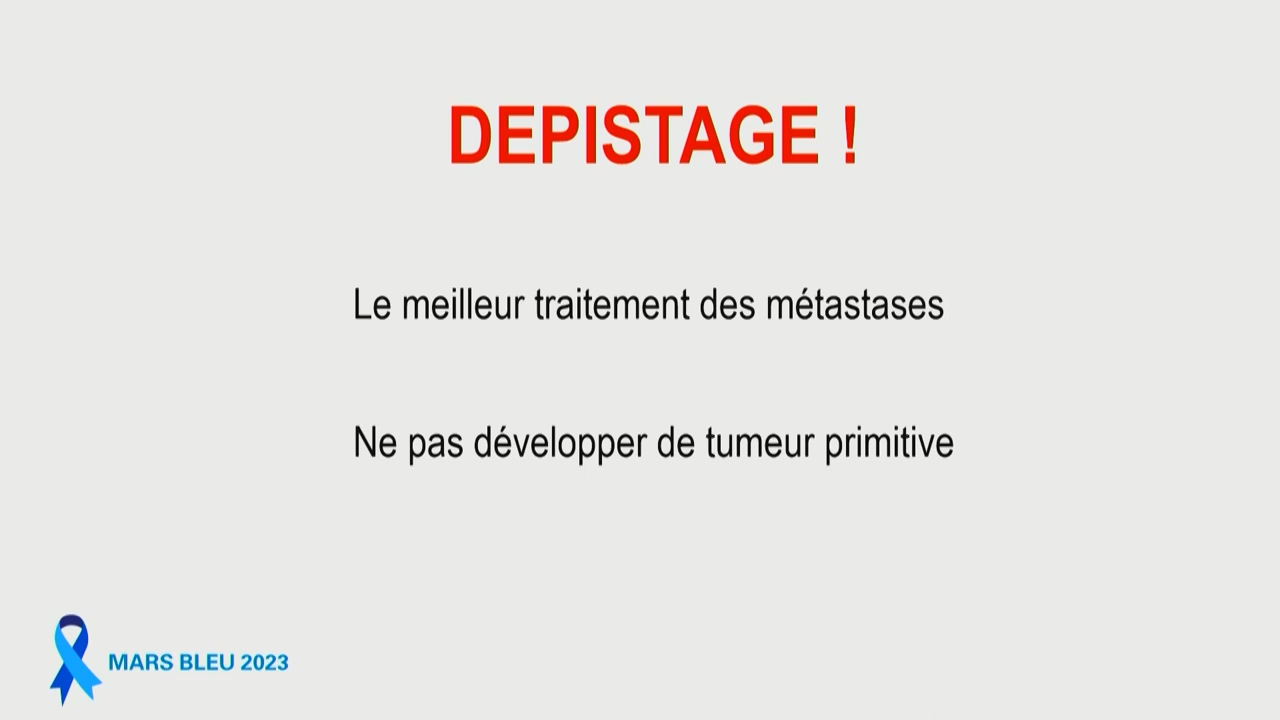 DEPISTAGE !
Le meilleur traitement des métastases
Ne pas développer de tumeur primitive
MARS BLEU 2023